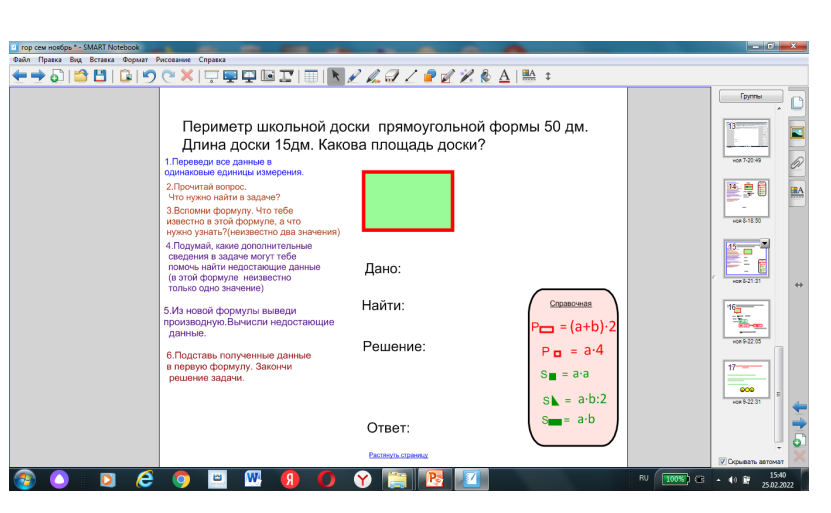 гор сем ноябрь * - SMART Notebook
Файл Правка Вид Вставка Формат Рисование Справка
Периметр школьной доски прямоугольной формы 50 дм.
Длина доски 15дм. Какова площадь доски?
1.Переведи все данные в
одинаковые единицы измерения.
2.Прочитай вопрос.
Что нужно найти в задаче?
3.Вспомни формулу. Что тебе
известно в этой формуле, а что
нужно узнать?(неизвестно два значения)
4.Подумай, какие дополнительные
сведения в задаче могут тебе
помочь найти недостающие данные
(в этой формуле неизвестно
только одно значение)
5.Из новой формулы выведи
производную.Вычисли недостающие
данные.
6.Подставь полученные данные
в первую формулу. Закончи
решение задачи.
Дано:
Найти:
Решение:
Ответ:
Растянуть страницу
Справочная
P = (a+b)·2
P = a·4
S = a·a
S = a·b:2
S = a·b
Группы
13
ноя 7-20:49
14
ноя 8-18:50
15
ноя 8-21:31
16
ноя 9-22:05
17
ноя 9-22:31
Скрывать автомат
RU 100% 15:40
25.02.2022